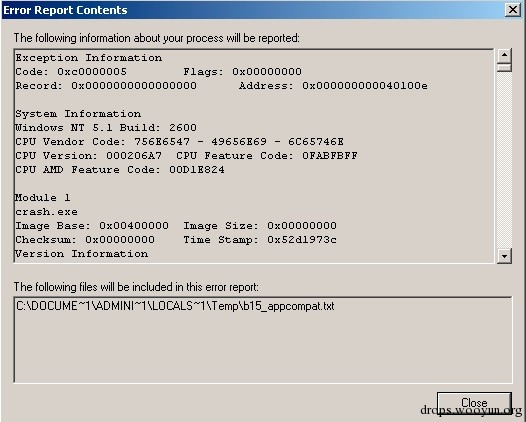 Error Report Contents
The following information about your process will be reported:
Exception Information
Code: 0xc0000005 Flags: 0x00000000
Record: 0x0000000000000000 Address: 0x000000000040100e
System Information
Windows NT 5.1 Build: 2600
CPU Vendor Code: 756E6547 - 49656E69 - 6C65746E
CPU Version: 000206A7 CPU Feature Code: 0FABFBFF
CPU AMD Feature Code: 00D1E824
Module 1
crash.exe
Image Base: 0x00400000 Image Size: 0x00000000
Checksum: 0x00000000 Time Stamp: 0x52d1973c
Version Information
The following files will be included in this error report:
C:\DOCUME~1\ADMINI~1\LOCALS~1\Temp\b15_appcompat.txt
Close
drops.wooyun.org